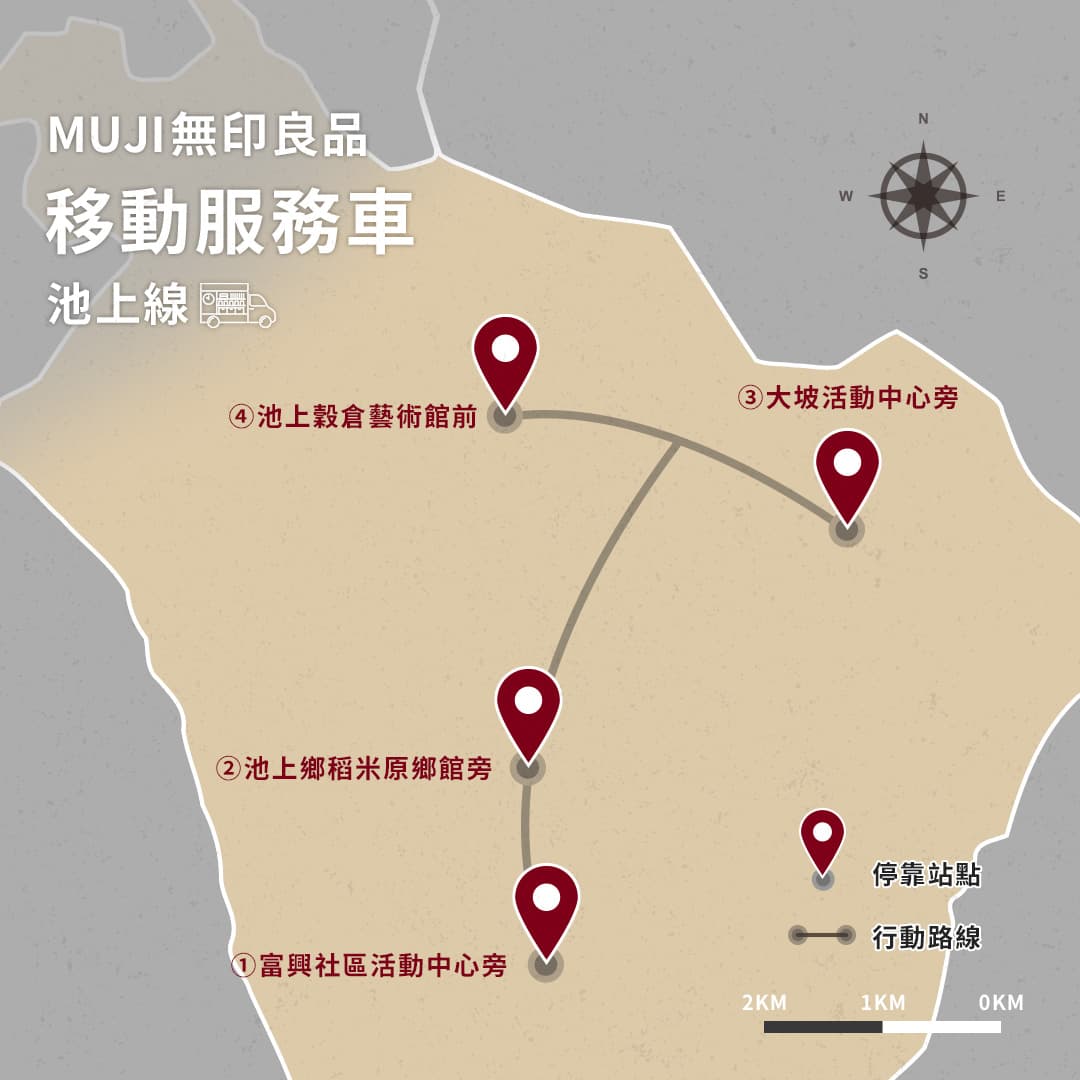 MUJI無印良品
移動服務車
池上線
N
W
E
S
③大坡活動中心旁
④池上穀倉藝術館前
②池上鄉稻米原鄉館旁
①富興社區活動中心旁
停靠站點
行動路線
2KM 1KM 0KM